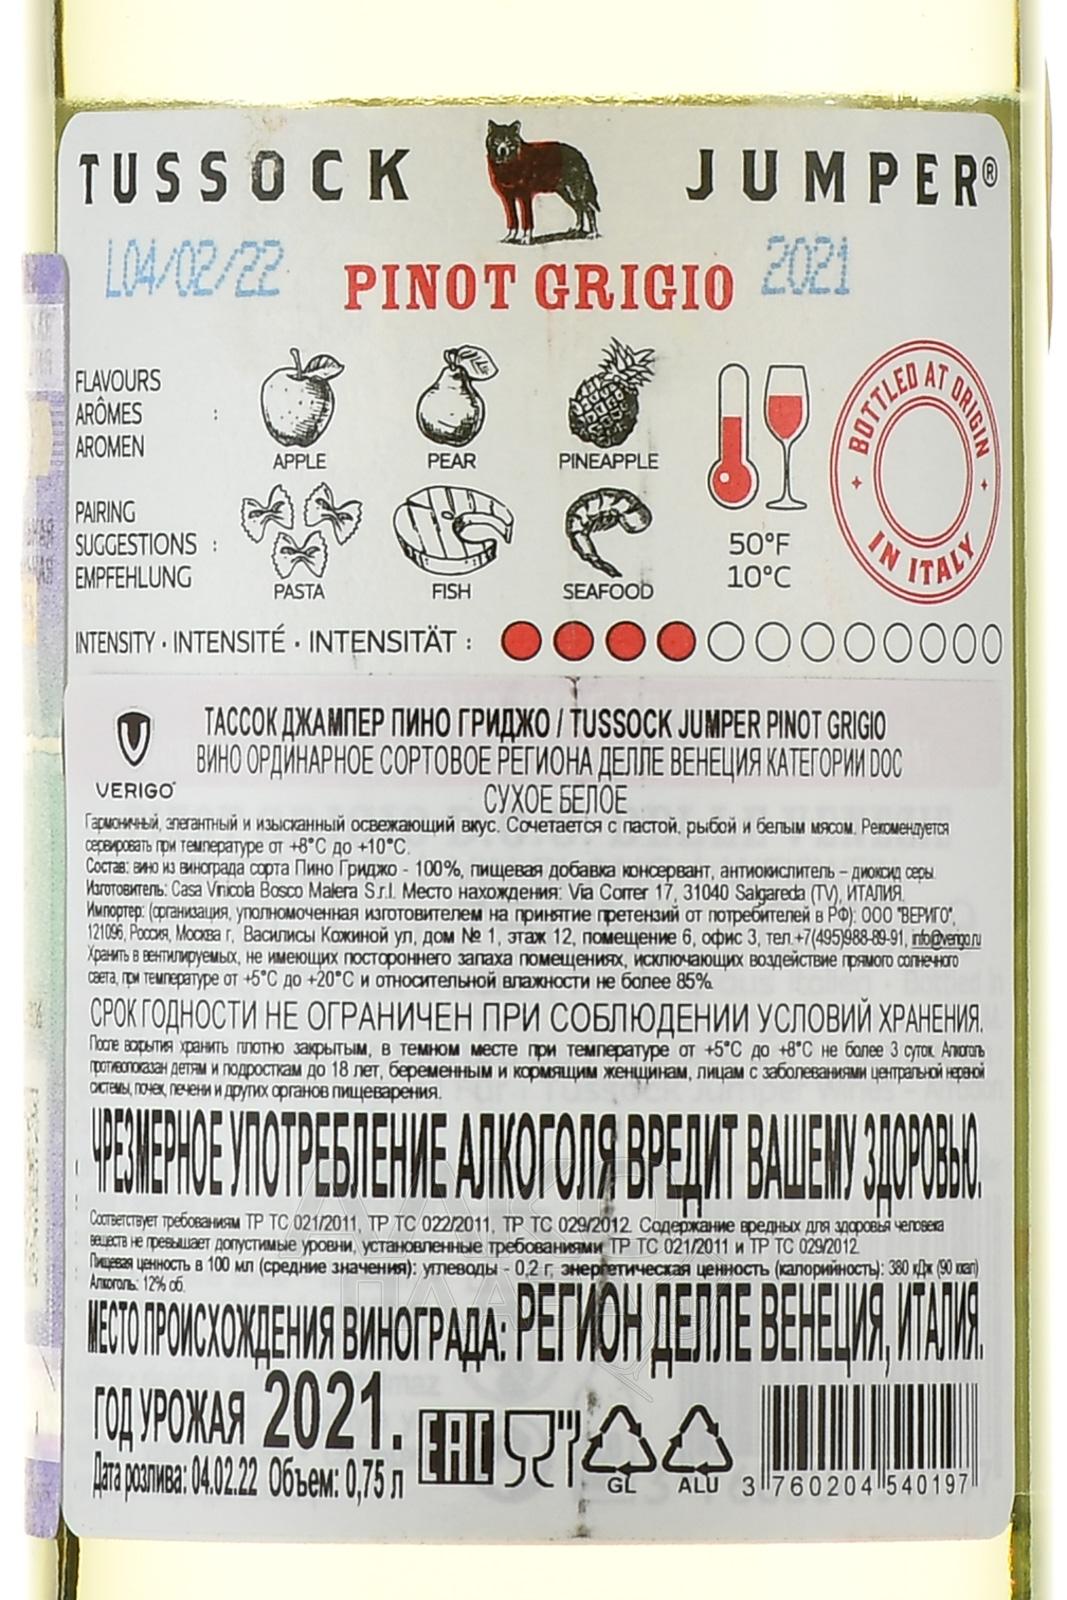 TUSSOCK JUMPER®
L04/02/22 PINOT GRIGIO 2021
FLAVOURS
ARÔMES :
AROMEN
APPLE PEAR PINEAPPLE
PAIRING
SUGGESTIONS :
EMPFEHLUNG
PASTA FISH SEAFOOD
50°F
10°C
BOTTLED AT ORIGIN
IN ITALY
INTENSITY · INTENSITÉ · INTENSITÄT :
VERIGO
ТАССОК ДЖАМПЕР ПИНО ГРИДЖО / TUSSOCK JUMPER PINOT GRIGIO
ВИНО ОРДИНАРНОЕ СОРТОВОЕ РЕГИОНА ДЕЛЛЕ ВЕНЕЦИЯ КАТЕГОРИИ DOC
СУХОЕ БЕЛОЕ
Гармоничный, элегантный и изысканный освежающий вкус. Сочетается с пастой, рыбой и белым мясом. Рекомендуется
сервировать при температуре от +8°С до +10°С.
Состав: вино из винограда сорта Пино Гриджо - 100%, пищевая добавка консервант, антиокислитель – диоксид серы.
Изготовитель: Casa Vinicola Bosco Malera S.r.l. Место нахождения: Via Correr 17, 31040 Salgareda (TV), ИТАЛИЯ.
Импортер: (организация, уполномоченная изготовителем на принятие претензий от потребителей в РФ): ООО "ВЕРИГО",
121096, Россия, Москва г, Василисы Кожиной ул, дом № 1, этаж 12, помещение 6, офис 3, тел.+7(495)988-89-91, info@verigo.ru
Хранить в вентилируемых, не имеющих постороннего запаха помещениях, исключающих воздействие прямого солнечного
света, при температуре от +5°С до +20°С и относительной влажности не более 85%.
СРОК ГОДНОСТИ НЕ ОГРАНИЧЕН ПРИ СОБЛЮДЕНИИ УСЛОВИЙ ХРАНЕНИЯ.
После вскрытия хранить плотно закрытым, в темном месте при температуре от +5°С до +8°С не более 3 суток. Алкоголь
противопоказан детям и подросткам до 18 лет, беременным и кормящим женщинам, лицам с заболеваниями центральной нервной
системы, почек, печени и других органов пищеварения.
ЧРЕЗМЕРНОЕ УПОТРЕБЛЕНИЕ АЛКОГОЛЯ ВРЕДИТ ВАШЕМУ ЗДОРОВЬЮ.
Соответствует требованиям ТР ТС 021/2011, ТР ТС 022/2011, ТР ТС 029/2012. Содержание вредных для здоровья человека
веществ не превышает допустимые уровни, установленные требованиями ТР ТС 021/2011 и ТР ТС 029/2012.
Пищевая ценность в 100 мл (средние значения): углеводы - 0,2 г, энергетическая ценность (калорийность): 380 кДж (90 ккал)
Алкоголь: 12% об.
МЕСТО ПРОИСХОЖДЕНИЯ ВИНОГРАДА: РЕГИОН ДЕЛЛЕ ВЕНЕЦИЯ, ИТАЛИЯ.
ГОД УРОЖАЯ 2021.
Дата розлива: 04.02.22 Объем: 0,75 л
EAC GL ALU
3 760204 540197